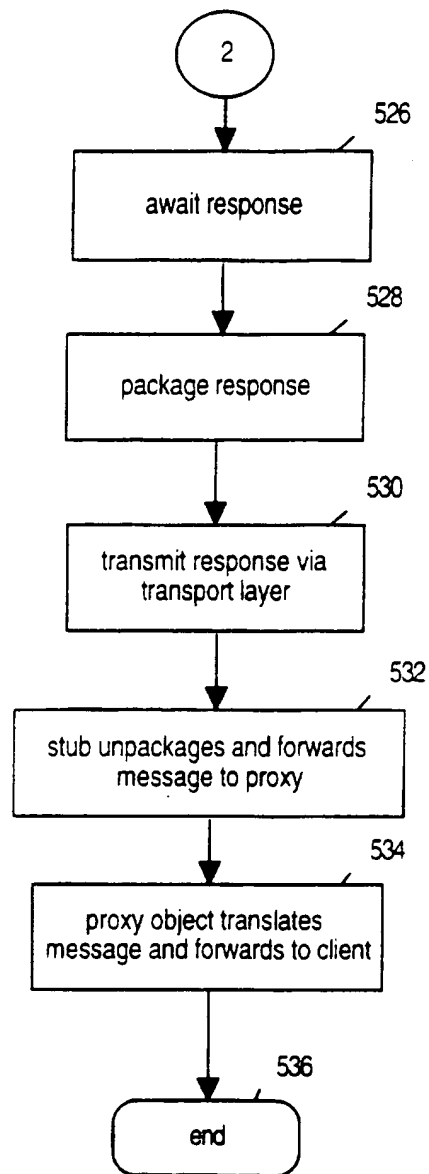 2
526
await response
528
package response
530
transmit response via
transport layer
532
stub unpackages and forwards
message to proxy
534
proxy object translates
message and forwards to client
536
end